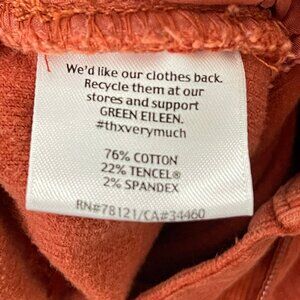 We'd like our clothes back.
Recycle them at our
stores and support
GREEN EILEEN.
#thxverymuch
76% COTTON
22% TENCEL®
2% SPANDEX
RN#78121/CA#34460